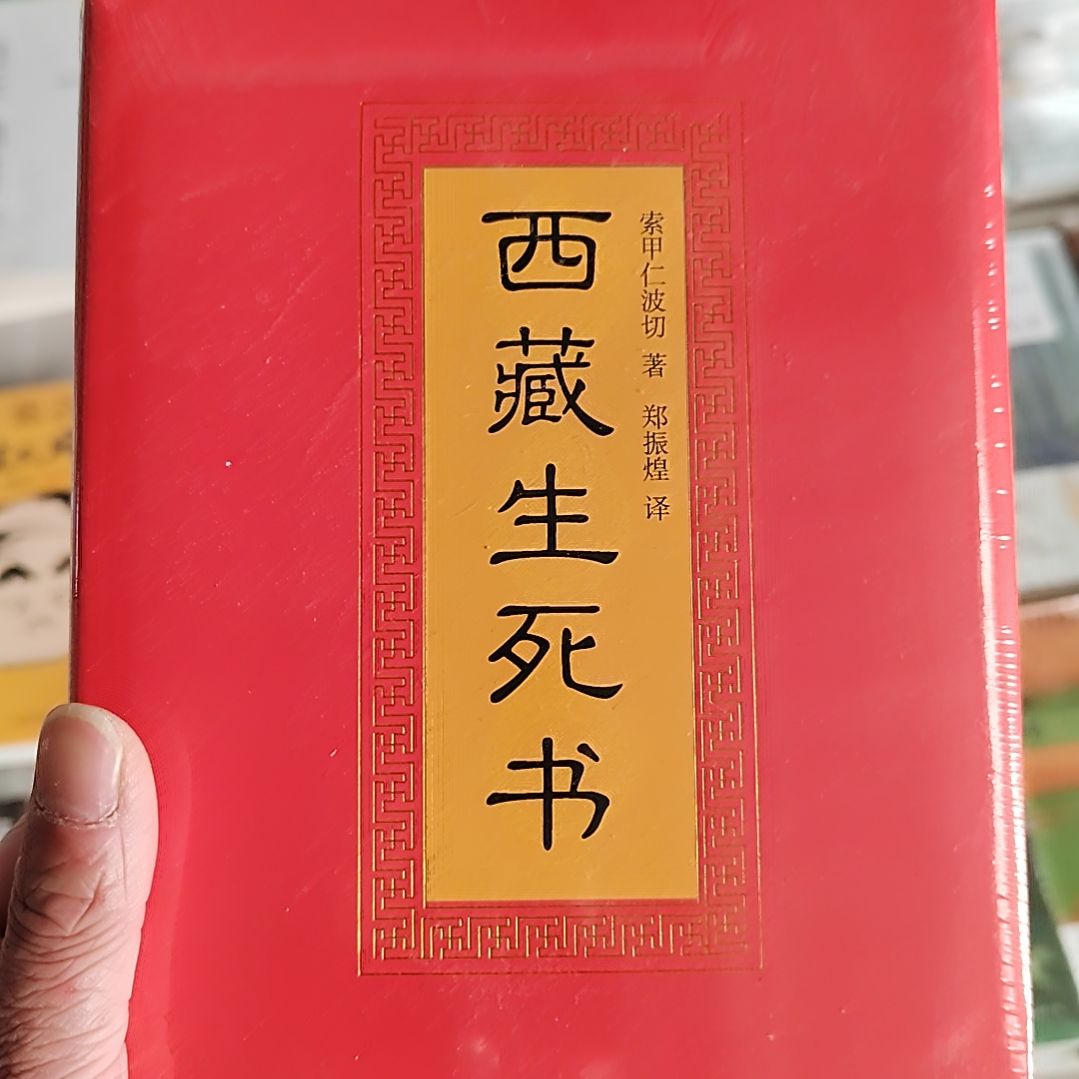 索甲仁波切 著 郑振煌 译
西藏生死书